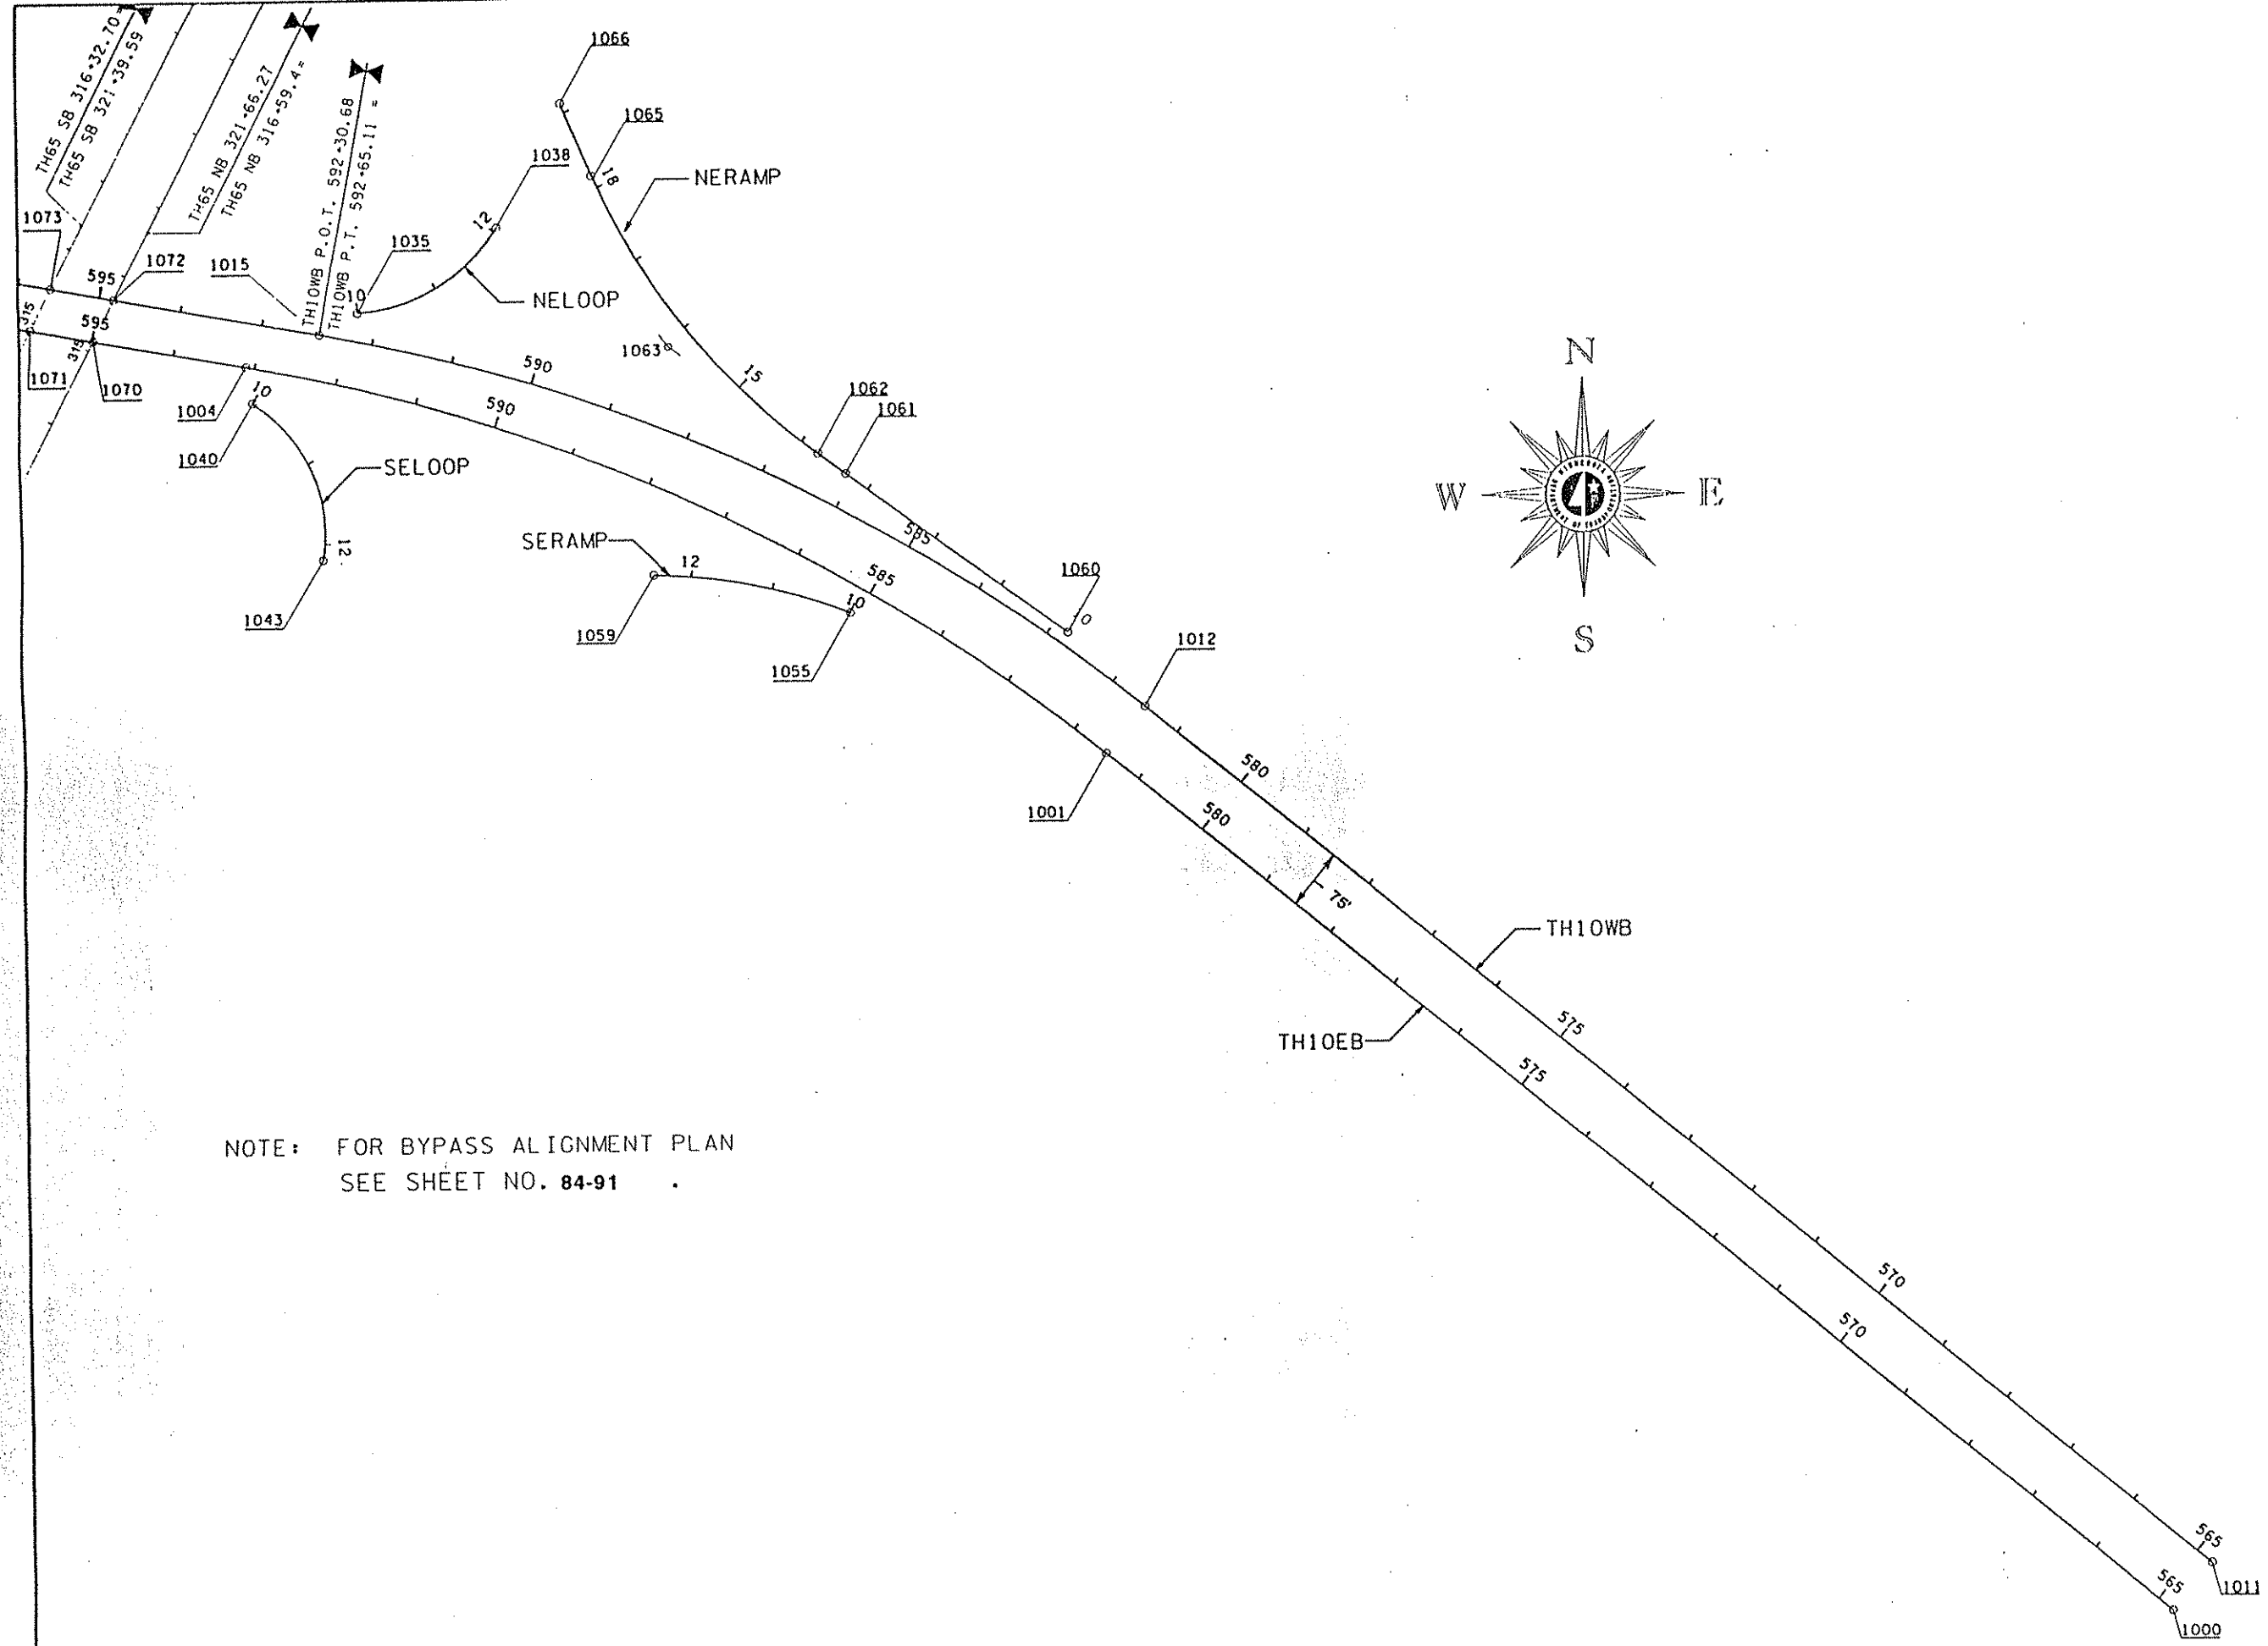 TH65 SB 316+32.70=
TH65 SB 321+39.59
TH65 NB 321+66.27
TH65 NB 316+59.4=
TH10WB P.O.T. 592+30.68
TH10WB P.T. 592+65.11 =
1066
1065
18
NERAMP
1038
12
1035
10
NELOOP
1073
595
1072
1015
590
1063
15
1062
1061
315
595
315
1071
1070
1004
10
1040
SELOOP
590
12
1043
SERAMP
12
1059
10
1055
585
585
1060
0
1012
N
W
E
S
1001
580
580
75'
TH10WB
TH10EB
575
575
NOTE: FOR BYPASS ALIGNMENT PLAN
SEE SHEET NO. 84-91 .
570
570
565
1011
565
1000